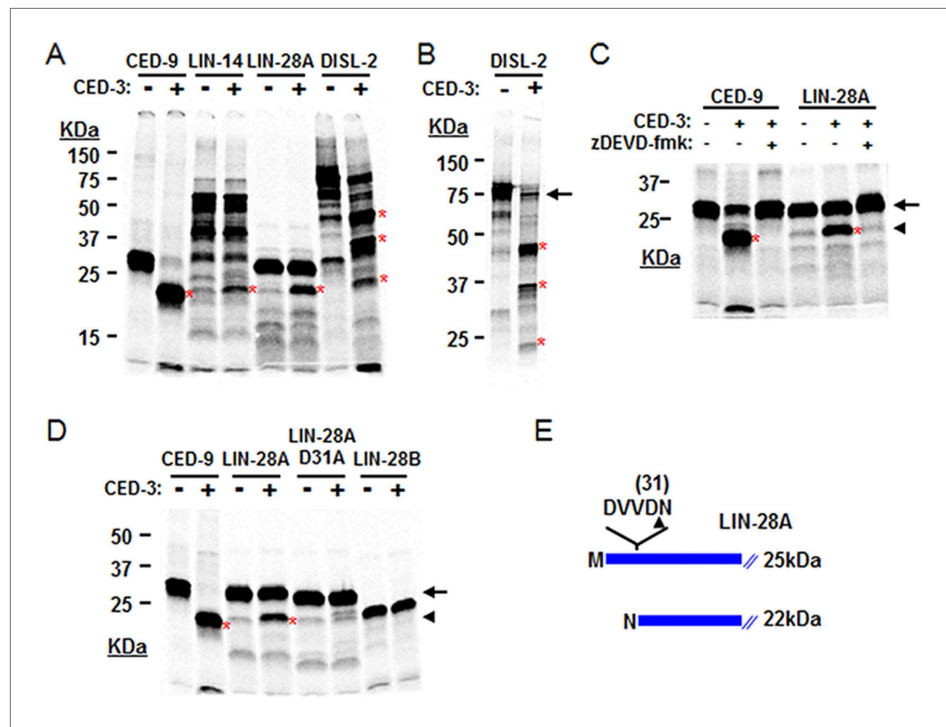 A
CED-9 LIN-14 LIN-28A DISL-2
CED-3: - + - + - + - +
KDa
150
75
50
37
25
15
*
*
*
*
*
*
B
DISL-2
CED-3: - +
KDa
150
75
50
37
25
*
*
*
C
CED-9 LIN-28A
CED-3: - + + - + +
zDEVD-fmk: - - + - - +
37
25
KDa
*
*
D
CED-9 LIN-28A LIN-28A D31A LIN-28B
CED-3: - + - + - + - +
50
37
25
KDa
*
*
E
(31)
DVVDN
LIN-28A
M // 25kDa
N // 22kDa